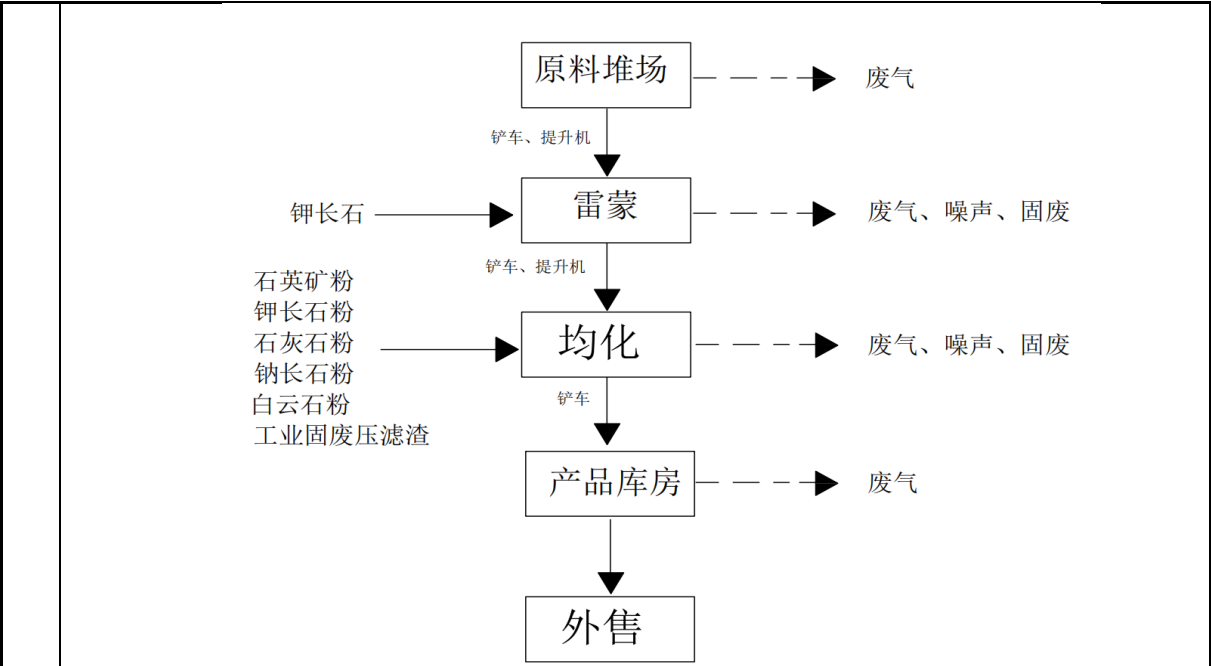 原料堆场
废气
铲车、提升机
钾长石
雷蒙
废气、噪声、固废
铲车、提升机
石英矿粉
钾长石粉
石灰石粉
钠长石粉
白云石粉
工业固废压滤渣
均化
废气、噪声、固废
铲车
产品库房
废气
外售